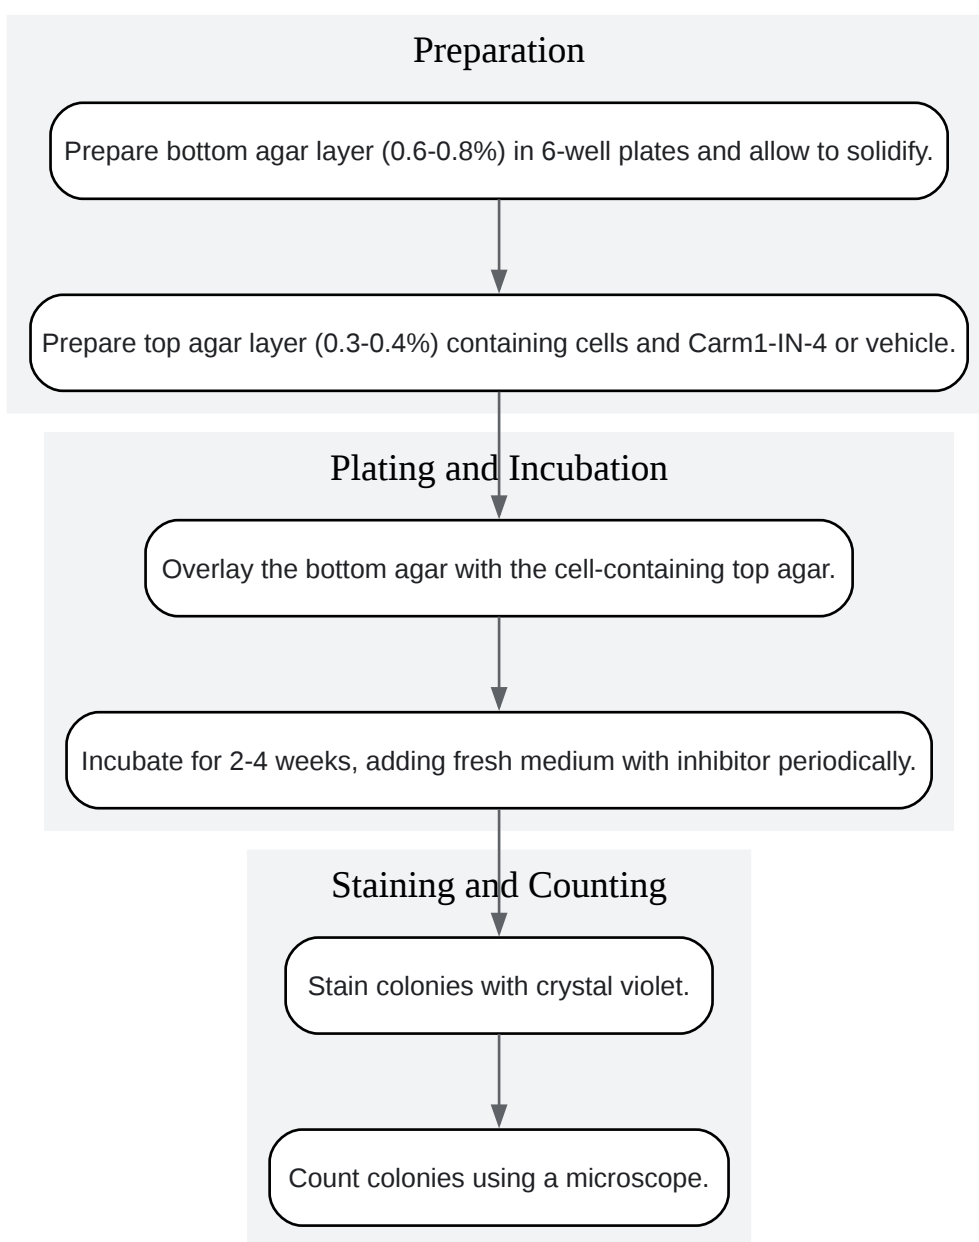 Preparation
Prepare bottom agar layer (0.6-0.8%) in 6-well plates and allow to solidify.
Prepare top agar layer (0.3-0.4%) containing cells and Carm1-IN-4 or vehicle.
Plating and Incubation
Overlay the bottom agar with the cell-containing top agar.
Incubate for 2-4 weeks, adding fresh medium with inhibitor periodically.
Staining and Counting
Stain colonies with crystal violet.
Count colonies using a microscope.